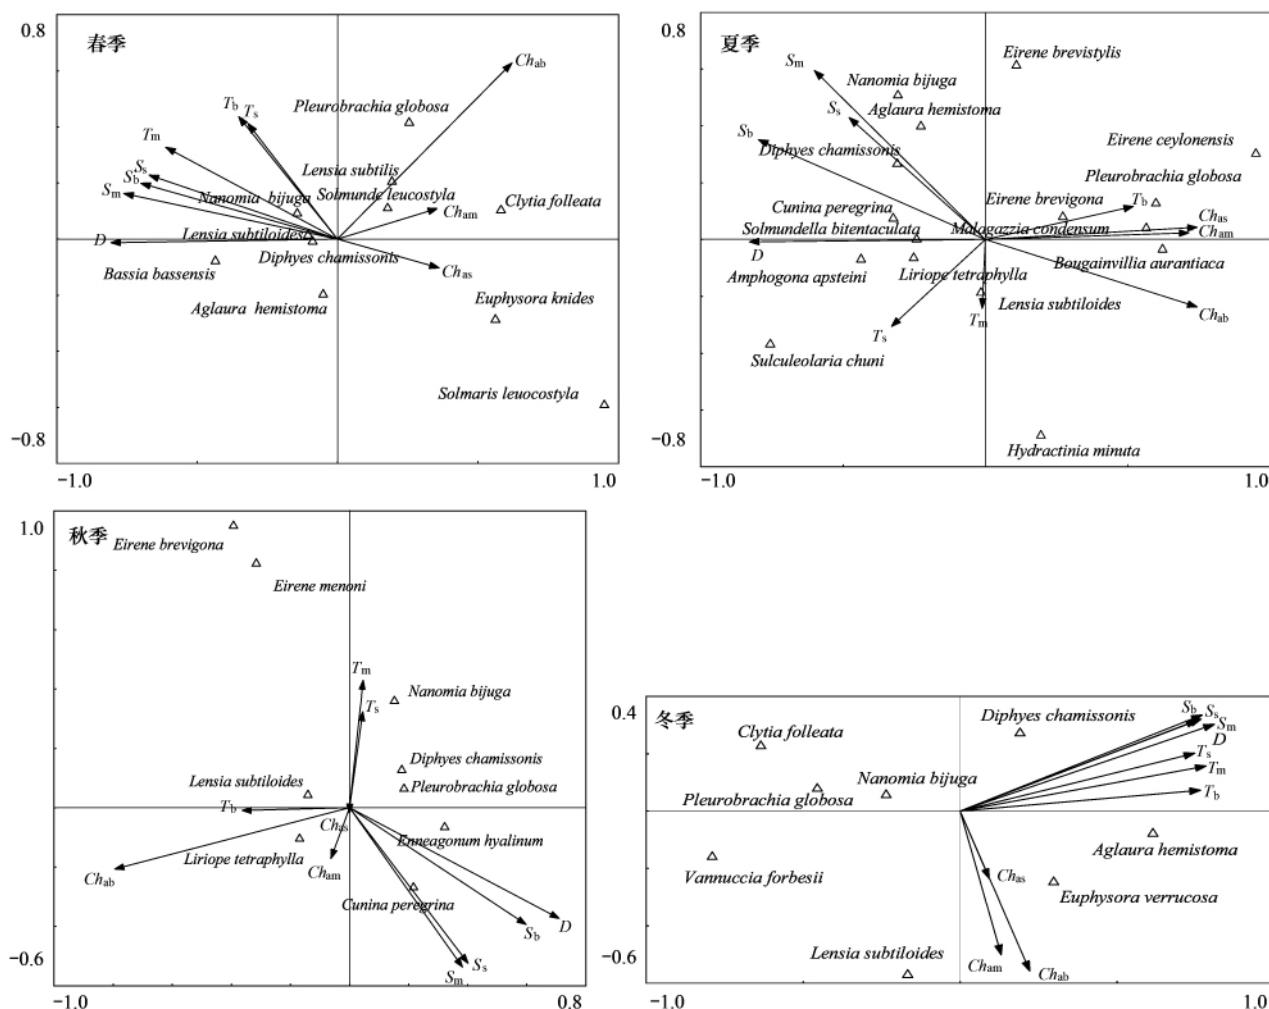 0.8
春季
Chab
Pleurobrachia globosa
Tb
Ts
Tm
Lensia subtilis
Ss
Sb
Sm
Nanomia bijuga
Solmunde leucostyla
Clytia folleata
Cham
D
Lensia subtiloides
Diphyes chamissonis
Chas
Bassia bassensis
Aglaura hemistoma
Euphysora knides
Solmaris leuocostyla
-0.8
-1.0
1.0
0.8
夏季
Eirene brevistylis
Sm
Nanomia bijuga
Ss
Aglaura hemistoma
Sb
Diphyes chamissonis
Eirene ceylonensis
Pleurobrachia globosa
Cunina peregrina
Eirene brevigona
Tb
Chas
Solmundella bitentaculata
Malagazzia condensum
Cham
D
Amphogona apsteini
Liriope tetraphylla
Bougainvillia aurantiaca
Lensia subtiloides
Chab
Ts
Tm
Sulculeolaria chuni
-0.8
Hydractinia minuta
-1.0
1.0
1.0
秋季
Eirene brevigona
Eirene menoni
Tm
Nanomia bijuga
Ts
Diphyes chamissonis
Lensia subtiloides
Pleurobrachia globosa
Tb
Chas
Enneagonum hyalinum
Liriope tetraphylla
Cham
Chab
Cunina peregrina
D
Sb
-0.6
Ss
Sm
-1.0
0.8
0.4
冬季
Diphyes chamissonis
Sb
Ss
Sm
Clytia folleata
D
Ts
Nanomia bijuga
Tm
Pleurobrachia globosa
Tb
Aglaura hemistoma
Vannuccia forbesii
Chas
Euphysora verrucosa
Lensia subtiloides
-0.6
Cham
Chab
-1.0
1.0